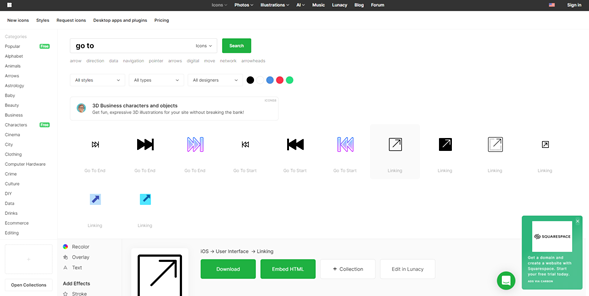 Icons Photos Illustrations AI Music Lunacy Blog Forum Sign in
New icons Styles Request icons Desktop apps and plugins Pricing
Categories
Popular Free
Alphabet
Animals
Arrows
Astrology
Baby
Beauty
Business
Characters Free
Cinema
City
Clothing
Computer Hardware
Crime
Culture
DIY
Data
Drinks
Ecommerce
Editing
Open Collections
go to Icons Search
arrow direction data navigation pointer arrows digital move network arrowheads
All styles All types All designers
3D Business characters and objects
Get fun, expressive 3D illustrations for your site without breaking the bank!
Go To End Go To End Go To End Go To Start Go To Start Go To Start Linking Linking Linking Linking
Linking Linking
Recolor
Overlay
Text
Add Effects
Stroke
iOS → User Interface → Linking
Download Embed HTML + Collection Edit in Lunacy
SQUARESPACE
Get a domain and
create a website with
Squarespace. Start
your free trial today.